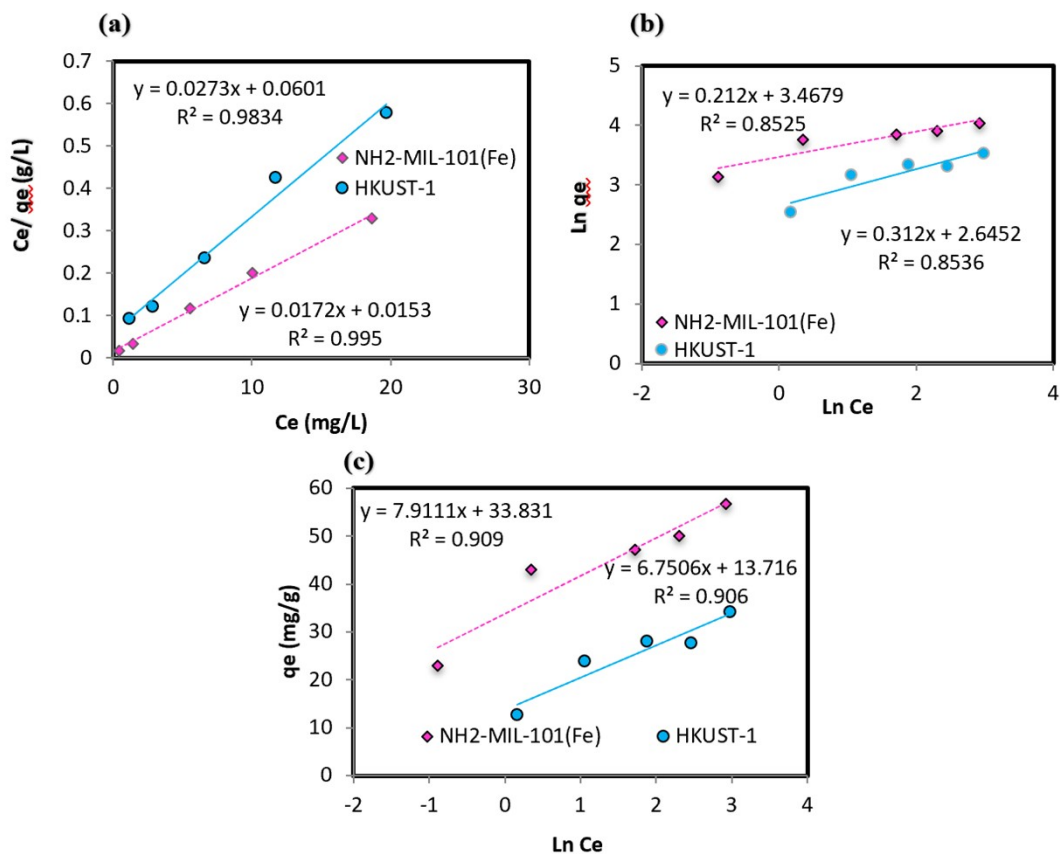 (a)
0.7
0.6
0.5
0.4
0.3
0.2
0.1
0
y = 0.0273x + 0.0601
R² = 0.9834
NH2-MIL-101(Fe)
HKUST-1
y = 0.0172x + 0.0153
R² = 0.995
0 10 20 30
Ce/ qe (g/L)
Ce (mg/L)
(b)
5
4
3
2
1
0
y = 0.212x + 3.4679
R² = 0.8525
y = 0.312x + 2.6452
R² = 0.8536
NH2-MIL-101(Fe)
HKUST-1
-2 0 2 4
Ln qe
Ln Ce
(c)
60
50
40
30
20
10
0
y = 7.9111x + 33.831
R² = 0.909
y = 6.7506x + 13.716
R² = 0.906
NH2-MIL-101(Fe) HKUST-1
-2 -1 0 1 2 3 4
qe (mg/g)
Ln Ce